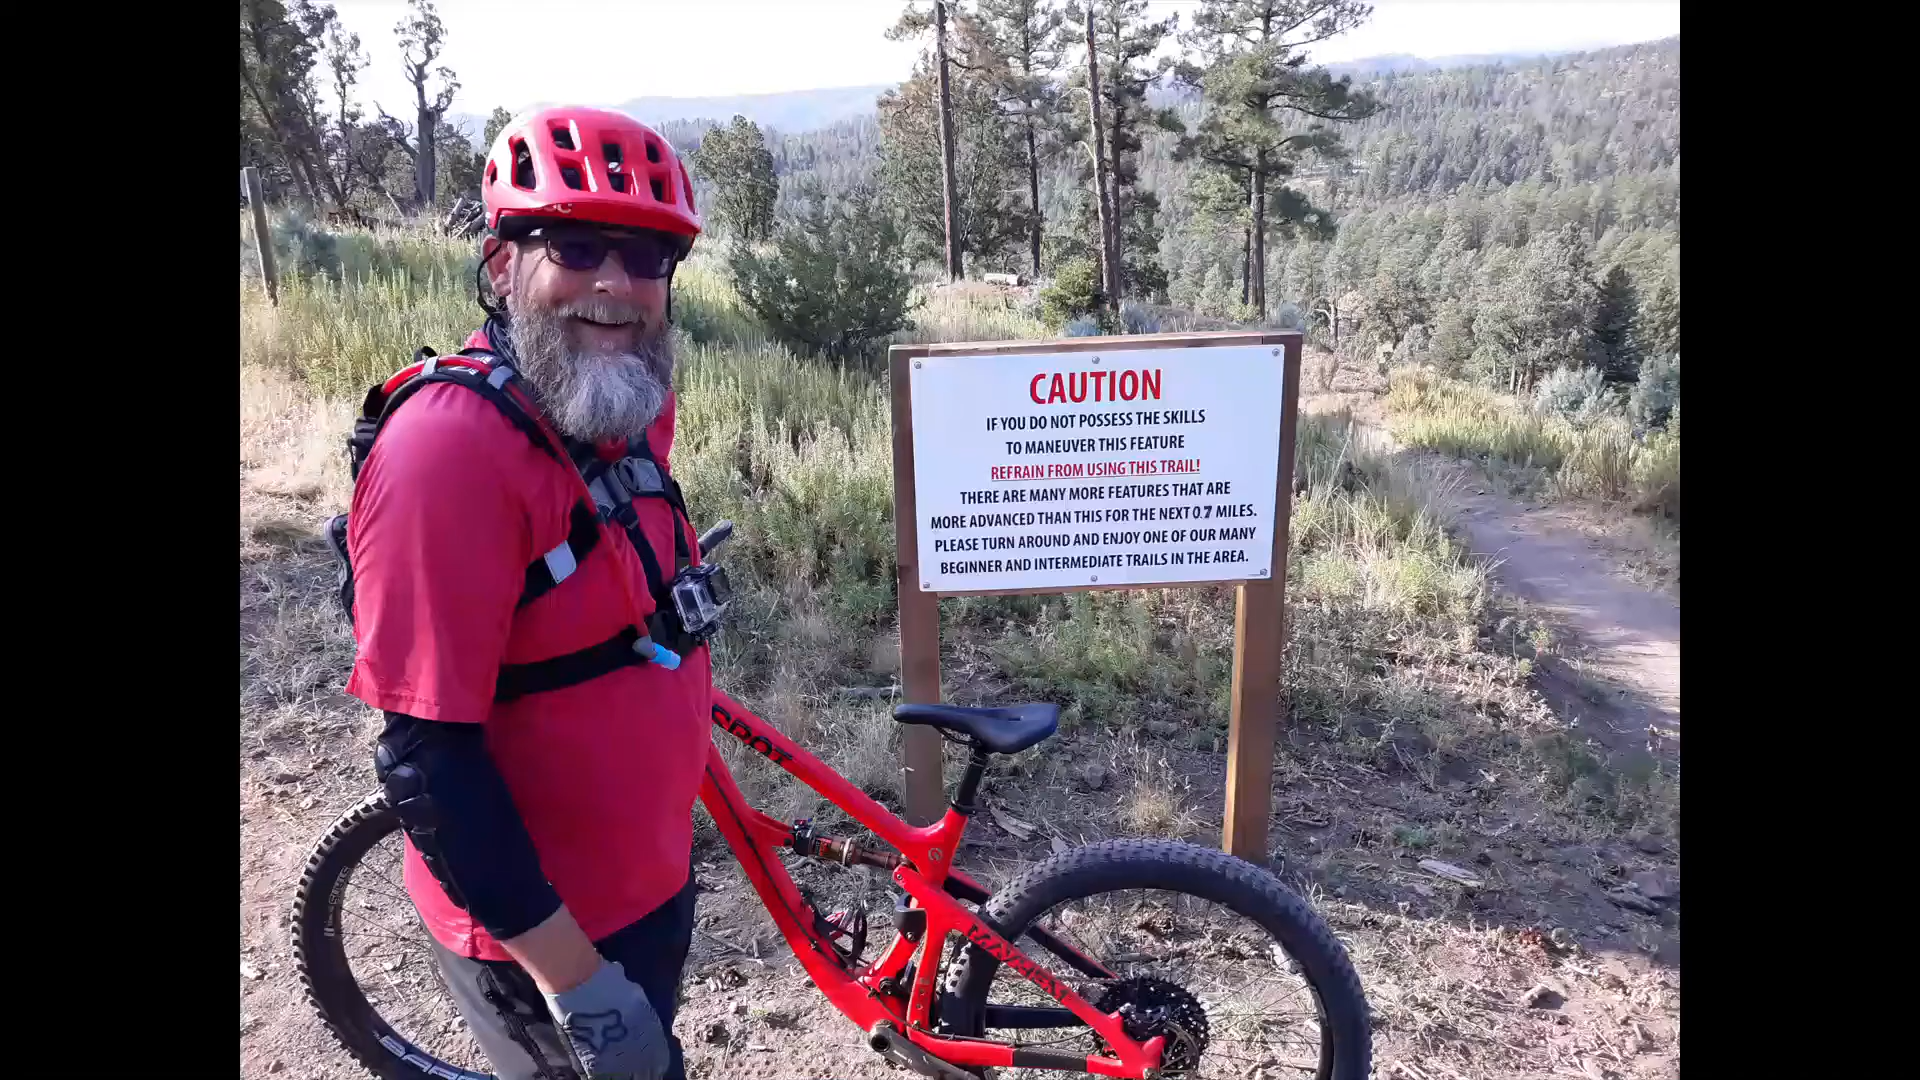 CAUTION
IF YOU DO NOT POSSESS THE SKILLS
TO MANEUVER THIS FEATURE
REFRAIN FROM USING THIS TRAIL!
THERE ARE MANY MORE FEATURES THAT ARE
MORE ADVANCED THAN THIS FOR THE NEXT 0.7 MILES.
PLEASE TURN AROUND AND ENJOY ONE OF OUR MANY
BEGINNER AND INTERMEDIATE TRAILS IN THE AREA.
SPOT
MAYHEM